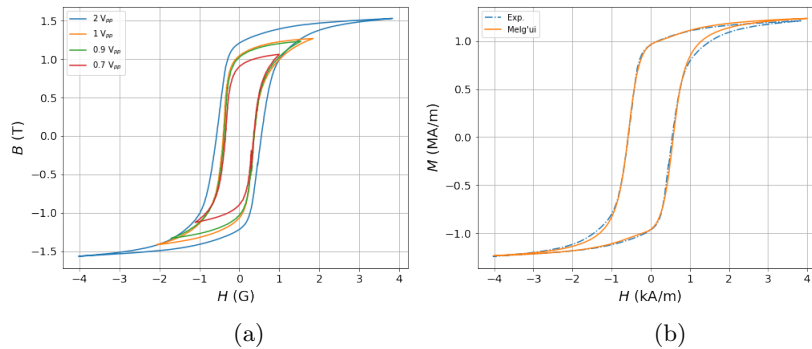 2 Vpp
1 Vpp
0.9 Vpp
0.7 Vpp
1.5
1.0
0.5
0.0
−0.5
−1.0
−1.5
B (T)
−4 −3 −2 −1 0 1 2 3 4
H (G)
(a)
Exp.
Melg'ui
1.0
0.5
0.0
−0.5
−1.0
M (MA/m)
−4 −3 −2 −1 0 1 2 3 4
H (kA/m)
(b)